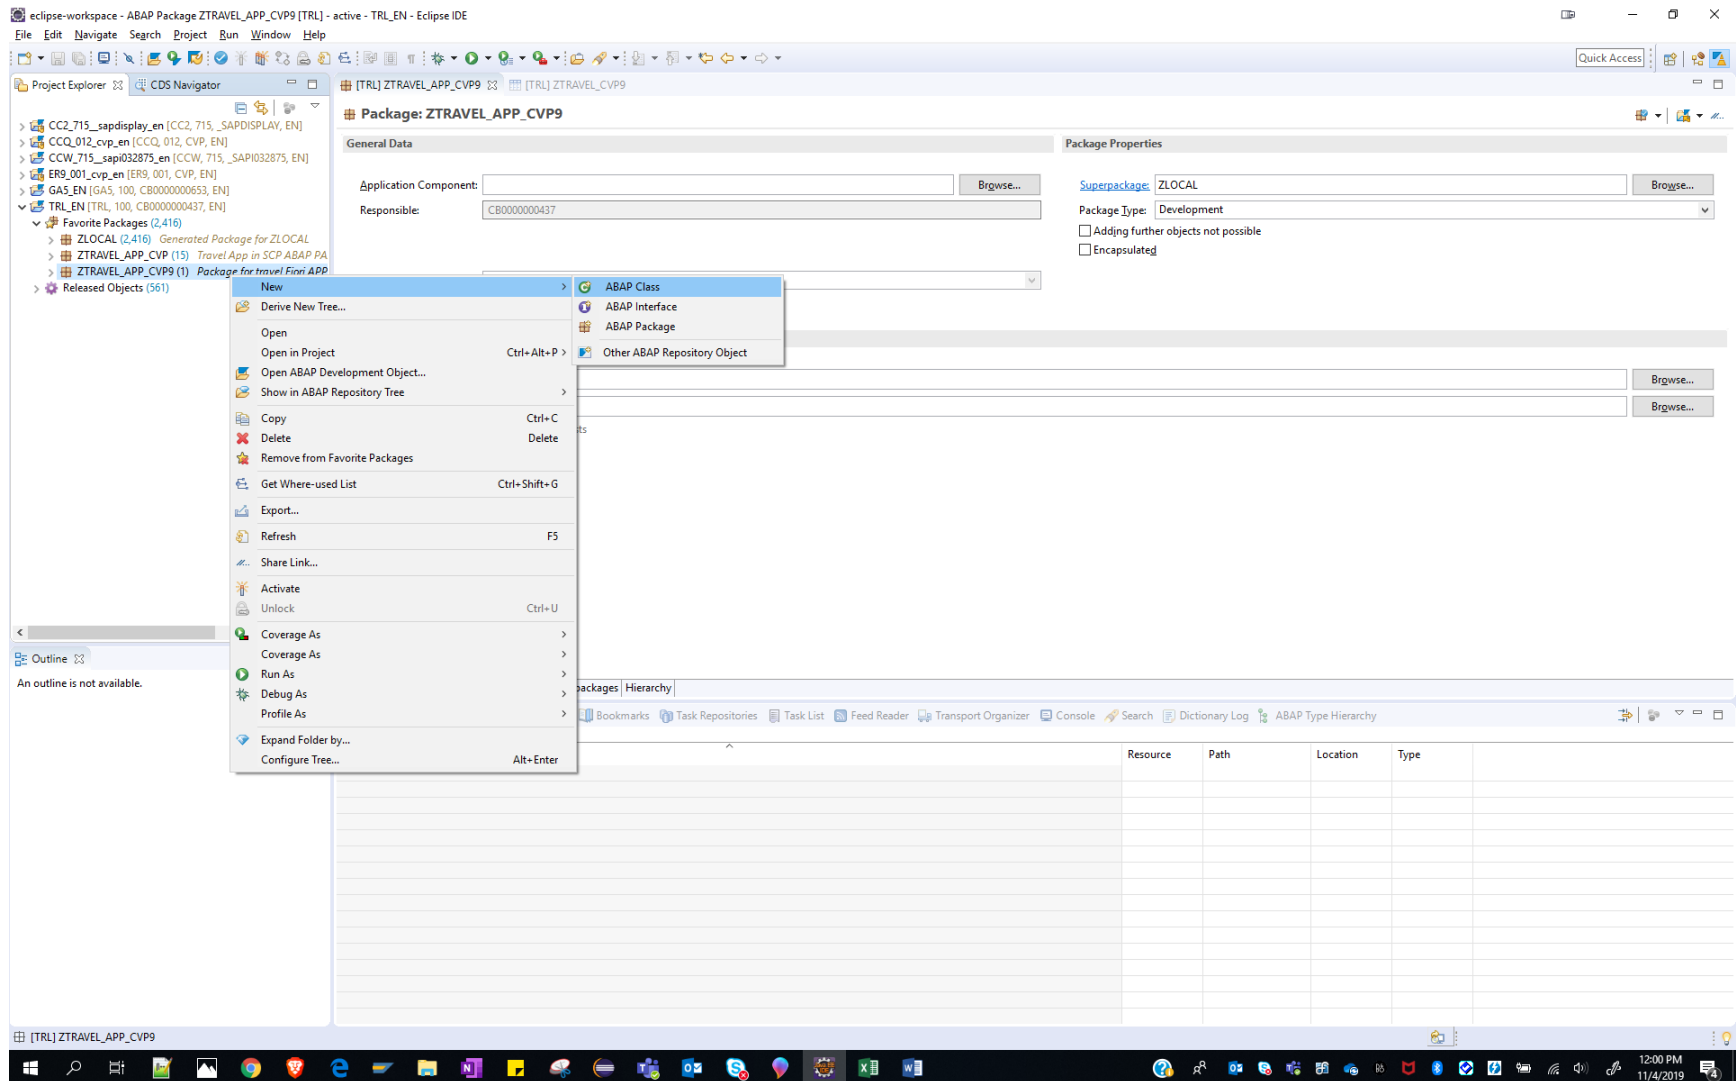 eclipse-workspace - ABAP Package ZTRAVEL_APP_CVP9 [TRL] - active - TRL_EN - Eclipse IDE
File Edit Navigate Search Project Run Window Help
Quick Access
Project Explorer CDS Navigator
[TRL] ZTRAVEL_APP_CVP9 [TRL] ZTRAVEL_CVP9
CC2_715__sapdisplay_en [CC2, 715, _SAPDISPLAY, EN]
CCQ_012_cvp_en [CCQ, 012, CVP, EN]
CCW_715__sapi032875_en [CCW, 715, _SAPI032875, EN]
ER9_001_cvp_en [ER9, 001, CVP, EN]
GA5_EN [GA5, 100, CB0000000653, EN]
TRL_EN [TRL, 100, CB0000000437, EN]
Favorite Packages (2,416)
ZLOCAL (2,416) Generated Package for ZLOCAL
ZTRAVEL_APP_CVP (15) Travel App in SCP ABAP PA
ZTRAVEL_APP_CVP9 (1) Package for travel Fiori APP
Released Objects (561)
Package: ZTRAVEL_APP_CVP9
General Data
Application Component: Browse...
Responsible: CB0000000437
Package Properties
Superpackage: ZLOCAL Browse...
Package Type: Development
Adding further objects not possible
Encapsulated
Browse...
Browse...
ts
New
Derive New Tree...
Open
Open in Project Ctrl+Alt+P
Open ABAP Development Object...
Show in ABAP Repository Tree
Copy Ctrl+C
Delete Delete
Remove from Favorite Packages
Get Where-used List Ctrl+Shift+G
Export...
Refresh F5
Share Link...
Activate
Unlock Ctrl+U
Coverage As
Coverage As
Run As
Debug As
Profile As
Expand Folder by...
Configure Tree... Alt+Enter
ABAP Class
ABAP Interface
ABAP Package
Other ABAP Repository Object
Outline
An outline is not available.
packages Hierarchy
Bookmarks Task Repositories Task List Feed Reader Transport Organizer Console Search Dictionary Log ABAP Type Hierarchy
Resource Path Location Type
[TRL] ZTRAVEL_APP_CVP9
12:00 PM
11/4/2019